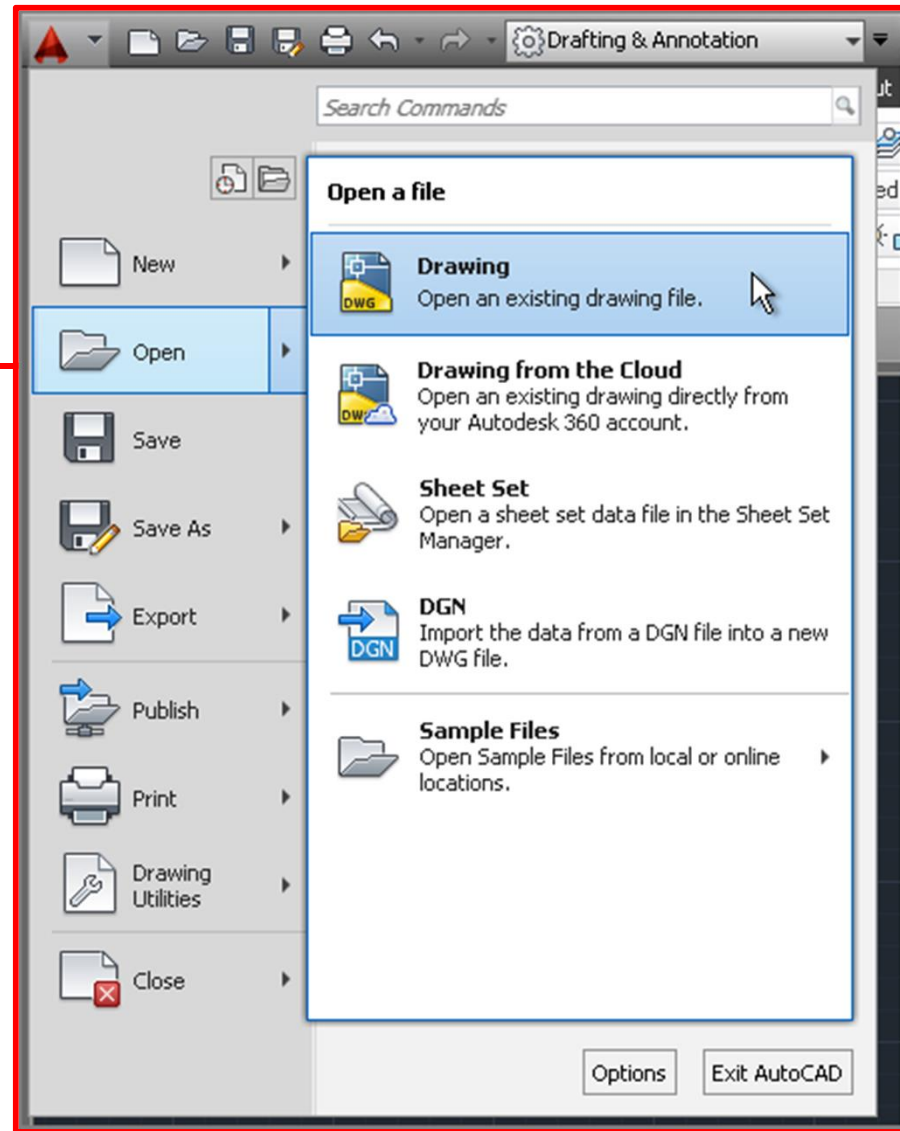 Drafting & Annotation
Search Commands
Open a file
New
Open
Save
Save As
Export
Publish
Print
Drawing
Utilities
Close
Drawing
Open an existing drawing file.
DWG
Drawing from the Cloud
Open an existing drawing directly from
your Autodesk 360 account.
Sheet Set
Open a sheet set data file in the Sheet Set
Manager.
DGN
Import the data from a DGN file into a new
DWG file.
DGN
Sample Files
Open Sample Files from local or online
locations.
Options
Exit AutoCAD